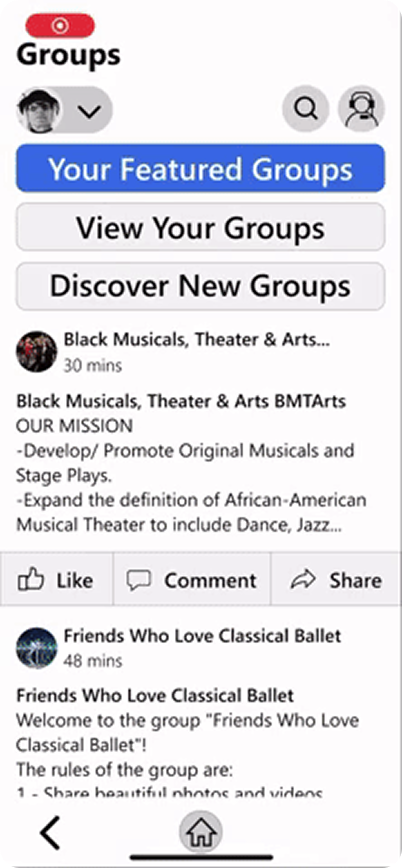 Groups
Your Featured Groups
View Your Groups
Discover New Groups
Black Musicals, Theater & Arts...
30 mins
Black Musicals, Theater & Arts BMTArts
OUR MISSION
-Develop/ Promote Original Musicals and
Stage Plays.
-Expand the definition of African-American
Musical Theater to include Dance, Jazz...
Like
Comment
Share
Friends Who Love Classical Ballet
48 mins
Friends Who Love Classical Ballet
Welcome to the group "Friends Who Love
Classical Ballet"!
The rules of the group are:
1 - Share beautiful photos and videos